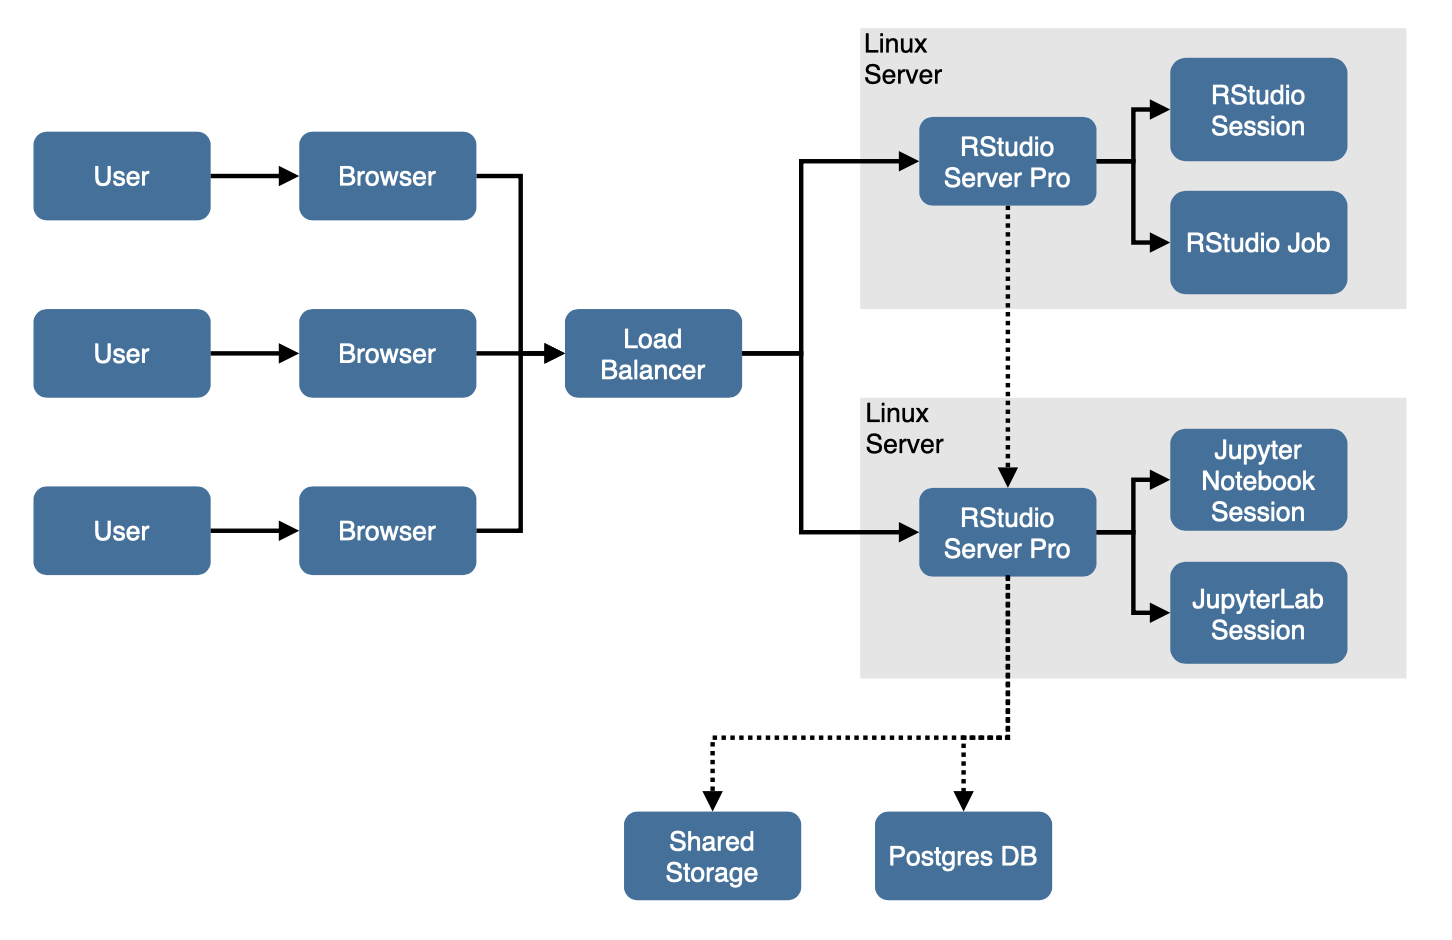 Linux
Server
RStudio
Session
RStudio
Server Pro
RStudio Job
User
Browser
User
Browser
Load
Balancer
User
Browser
Linux
Server
Jupyter
Notebook
Session
RStudio
Server Pro
JupyterLab
Session
Shared
Storage
Postgres DB